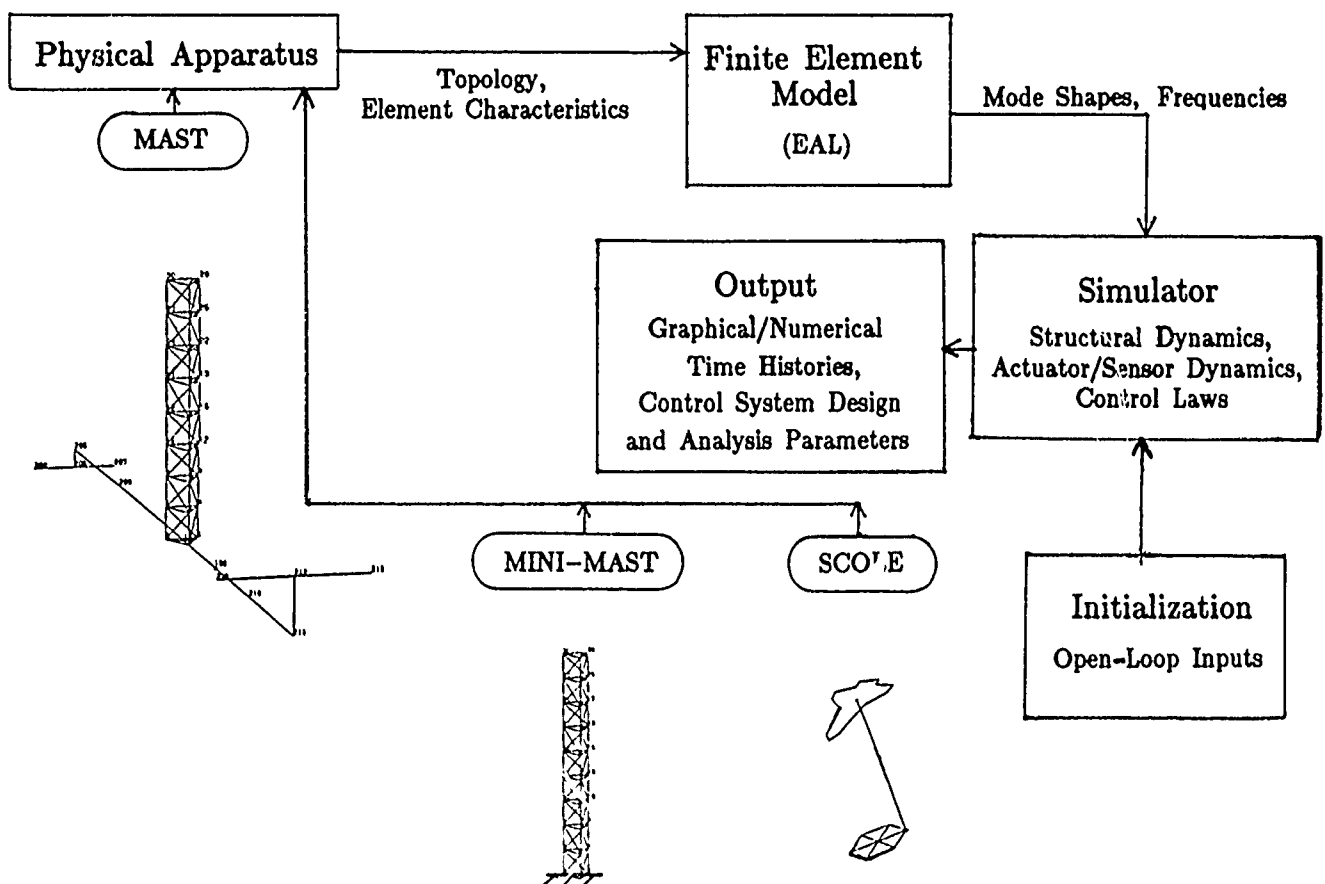 Physical Apparatus
Topology,
Element Characteristics
Finite Element
Model
(EAL)
Mode Shapes, Frequencies
MAST
Output
Graphical/Numerical
Time Histories,
Control System Design
and Analysis Parameters
Simulator
Structural Dynamics,
Actuator/Sensor Dynamics,
Control Laws
MINI-MAST
SCOLE
Initialization
Open-Loop Inputs